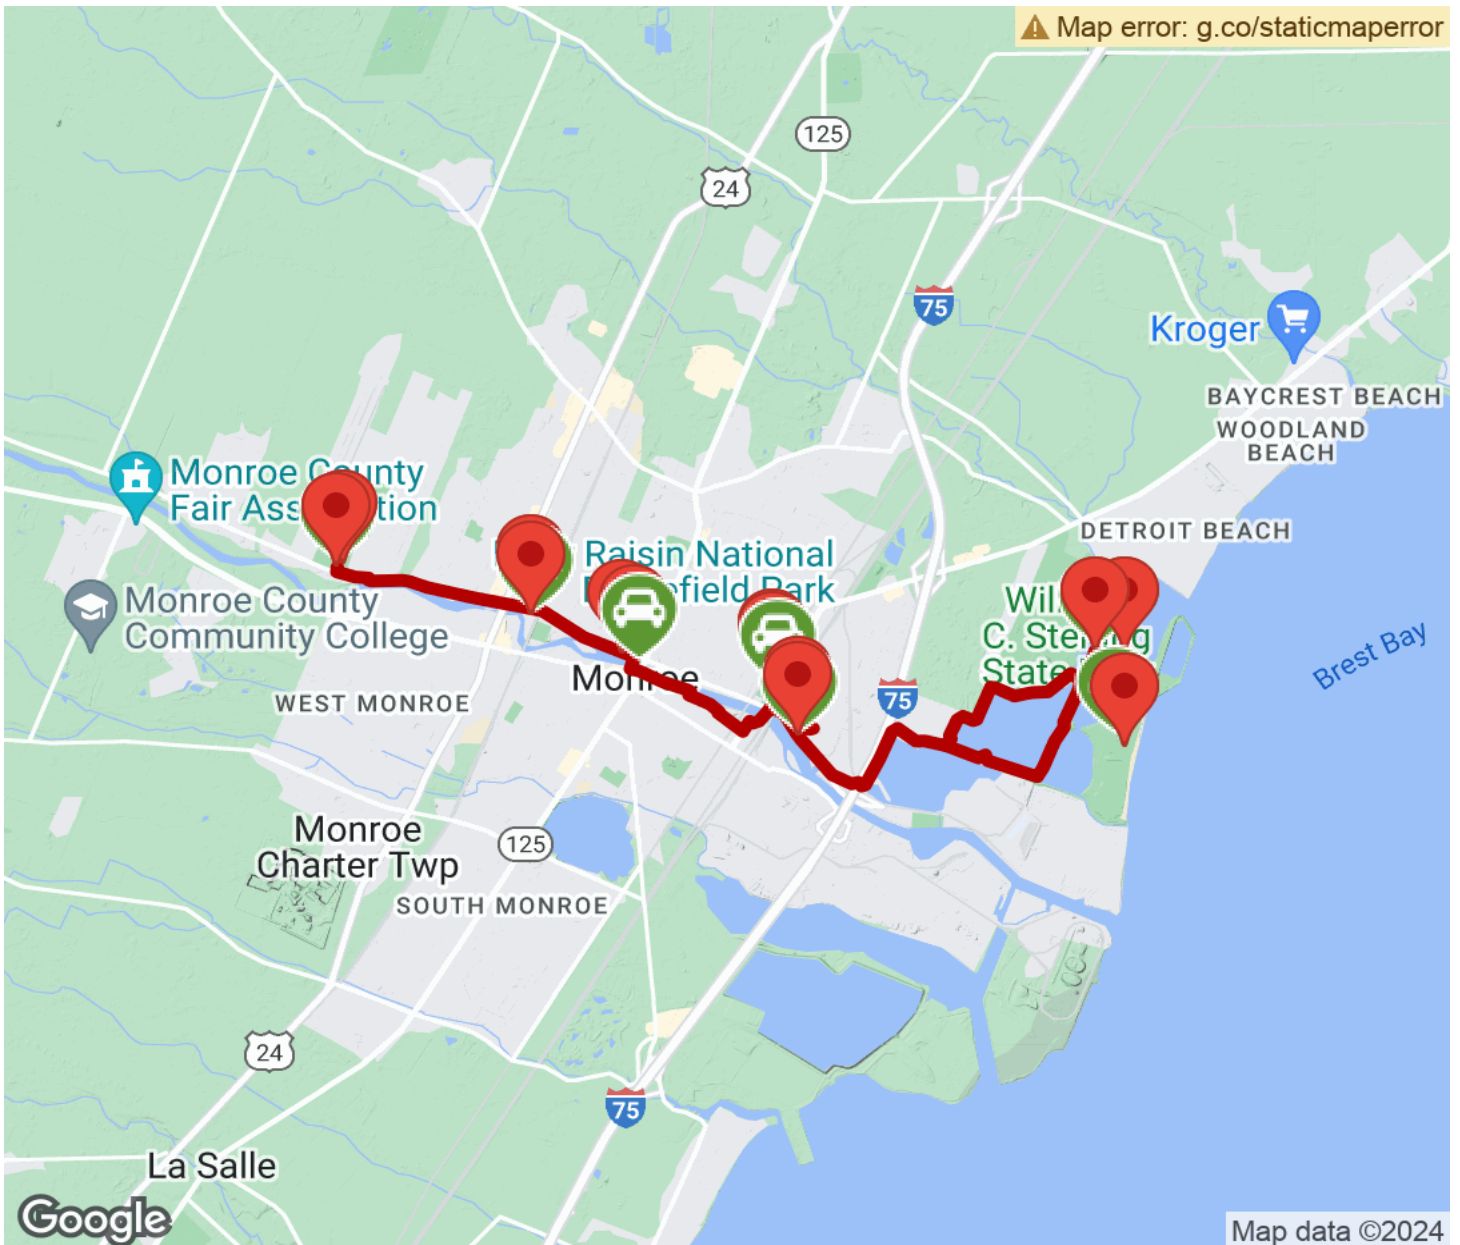 Map error: g.co/staticmaperror
125
24
75
Kroger
BAYCREST BEACH
WOODLAND
BEACH
Monroe County
Fair
DETROIT BEACH
Raisin National
Park
Monroe County
Community College
C.
State
Brest Bay
Monroe
WEST MONROE
75
Monroe
Charter Twp
125
SOUTH MONROE
24
75
La Salle
Google
Map data ©2024